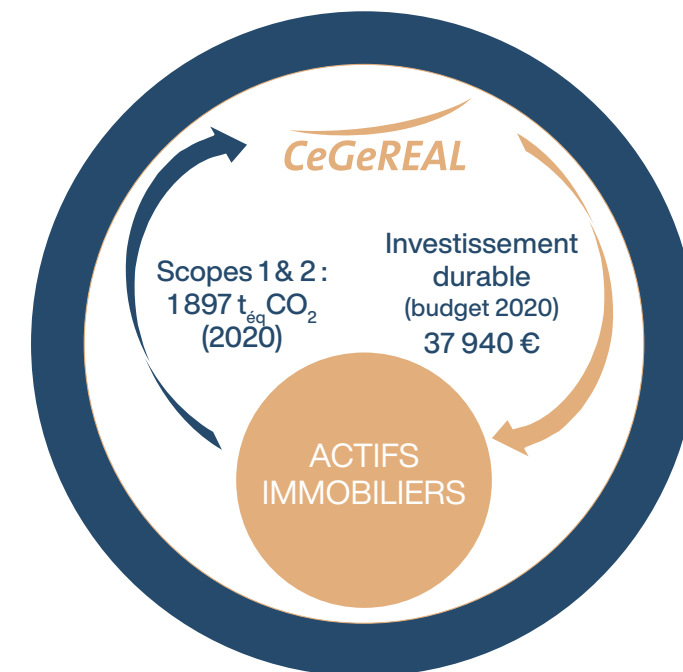 CeGeREAL
Scopes 1 & 2 :
1 897 téqCO2
(2020)
Investissement
durable
(budget 2020)
37 940 €
ACTIFS
IMMOBILIERS